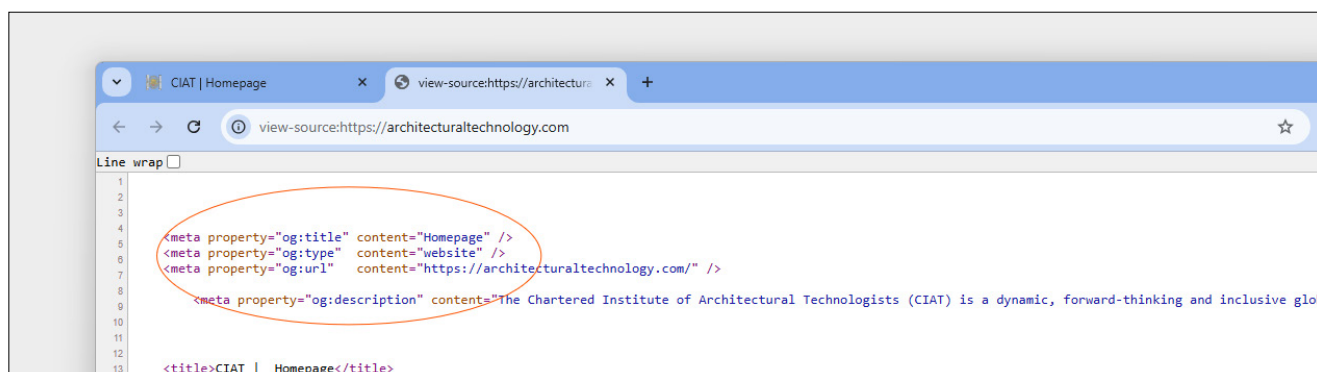 CIAT | Homepage
view-source:https://architectura
view-source:https://architecturaltechnology.com
Line wrap
1
2
3
4
5
<meta property="og:title" content="Homepage" />
6
<meta property="og:type"  content="website" />
7
<meta property="og:url"   content="https://architecturaltechnology.com/" />
8
9
<meta property="og:description" content="The Chartered Institute of Architectural Technologists (CIAT) is a dynamic, forward-thinking and inclusive glo
10
11
12
13
<title>CIAT |  Homepage</title>